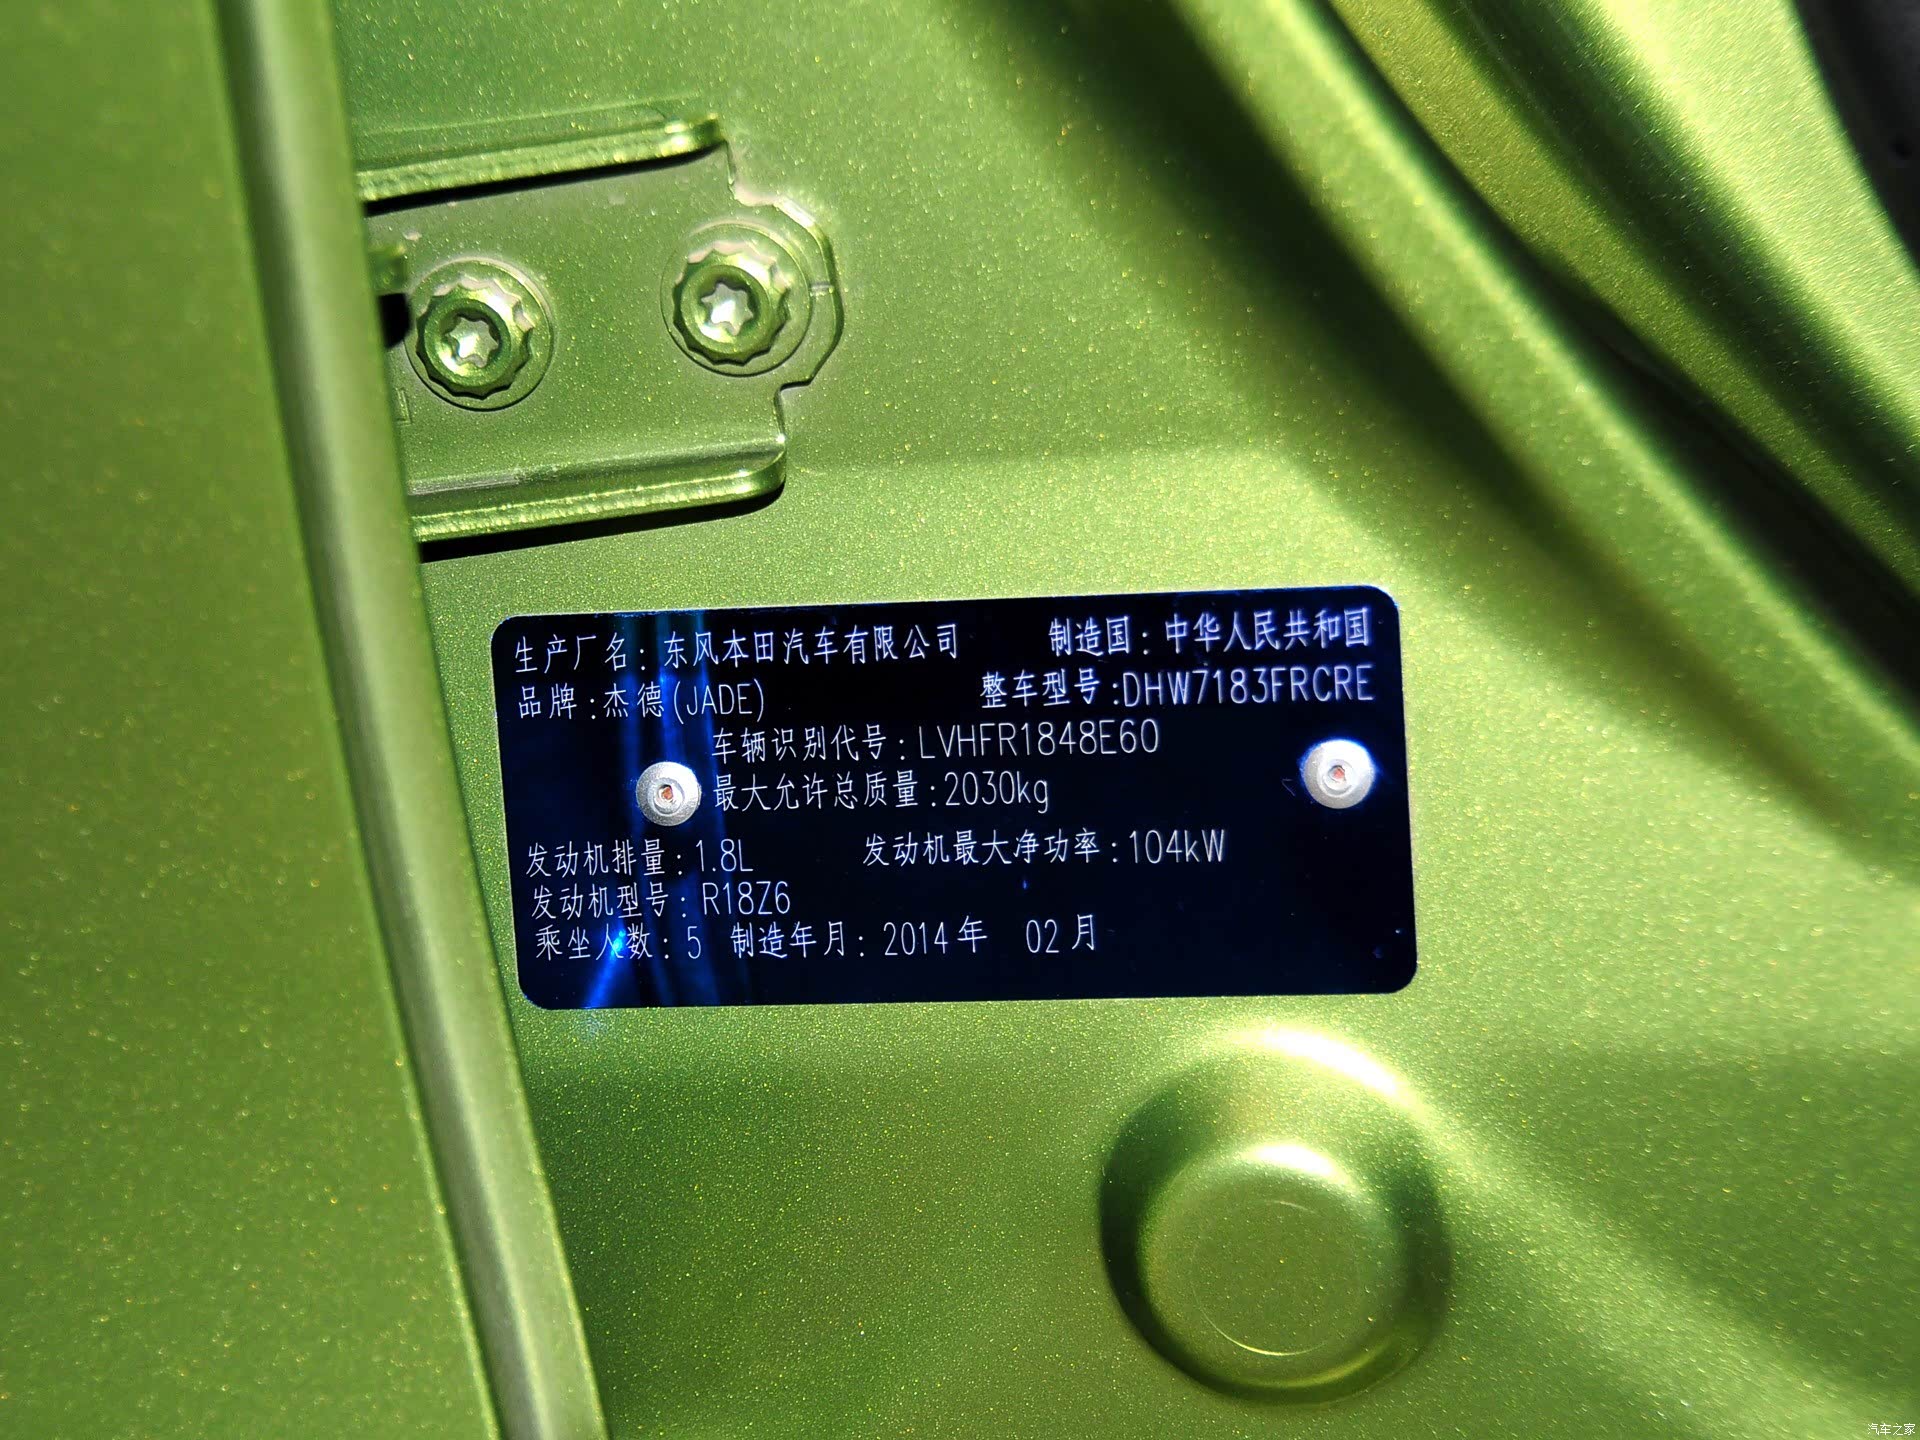 生产厂名：东风本田汽车有限公司 制造国：中华人民共和国
品牌：杰德(JADE) 整车型号：DHW7183FRCRE
车辆识别代号：LVHFR1848E60
最大允许总质量：2030kg
发动机排量：1.8L 发动机最大净功率：104kW
发动机型号：R18Z6
乘坐人数：5 制造年月：2014年 02月
汽车之家